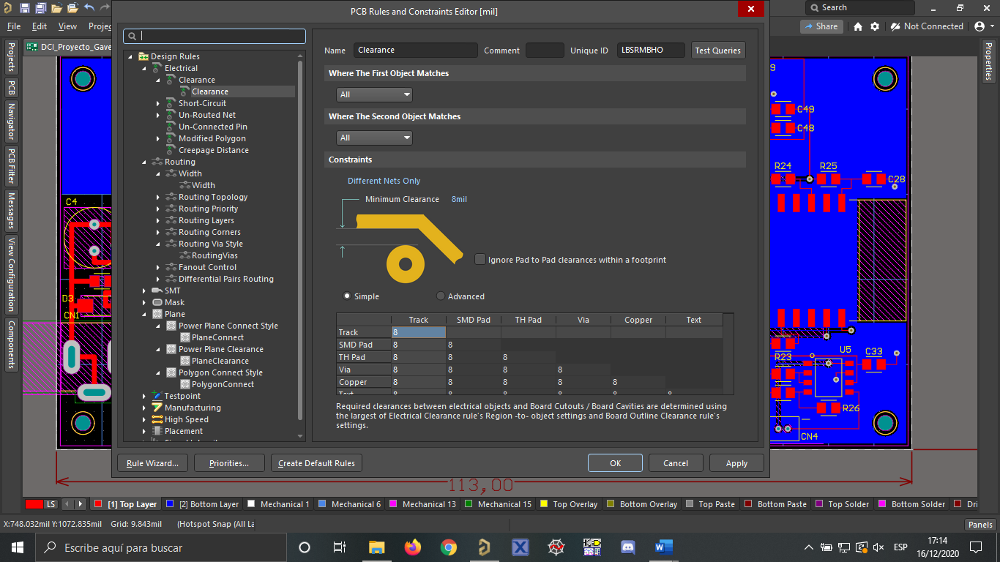 PCB Rules and Constraints Editor [mil]
Search
File Edit View Projec
Share Not Connected
DCI_Proyecto_Gave
Projects
PCB
Navigator
PCB Filter
Messages
View Configuration
Components
Properties
Design Rules
Electrical
Clearance
Clearance
Short-Circuit
Un-Routed Net
Un-Connected Pin
Modified Polygon
Creepage Distance
Routing
Width
Width
Routing Topology
Routing Priority
Routing Layers
Routing Corners
Routing Via Style
RoutingVias
Fanout Control
Differential Pairs Routing
SMT
Mask
Plane
Power Plane Connect Style
PlaneConnect
Power Plane Clearance
PlaneClearance
Polygon Connect Style
PolygonConnect
Testpoint
Manufacturing
High Speed
Placement
Name Clearance Comment Unique ID LBSRMBHO Test Queries
Where The First Object Matches
All
Where The Second Object Matches
All
Constraints
Different Nets Only
Minimum Clearance 8mil
Ignore Pad to Pad clearances within a footprint
Simple Advanced
Track SMD Pad TH Pad Via Copper Text
Track 8
SMD Pad 8 8
TH Pad 8 8 8
Via 8 8 8 8
Copper 8 8 8 8 8
Text 8 8 8 8 8 8
Required clearances between electrical objects and Board Cutouts / Board Cavities are determined using
the largest of Electrical Clearance rule's Region -to- object settings and Board Outline Clearance rule's
settings.
Rule Wizard... Priorities... Create Default Rules OK Cancel Apply
C4
D3
CN1
9
C49
C48
R24 R25
C28
U5
C33
R23
R26
CN4
113,00
LS [1] Top Layer [2] Bottom Layer Mechanical 1 Mechanical 6 Mechanical 13 Mechanical 15 Top Overlay Bottom Overlay Top Paste Bottom Paste Top Solder Bottom Solder Dri
X:748.032mil Y:1072.835mil Grid: 9.843mil (Hotspot Snap (All La
Panels
Escribe aquí para buscar
ESP
17:14
16/12/2020